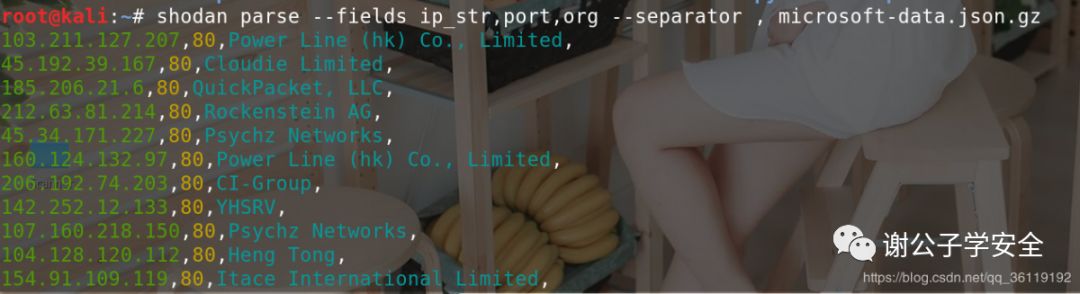 root@kali:~# shodan parse --fields ip_str,port,org --separator , microsoft-data.json.gz
103.211.127.207,80,Power Line (hk) Co., Limited,
45.192.39.167,80,Cloudie Limited,
185.206.21.6,80,QuickPacket, LLC,
212.63.81.214,80,Rockenstein AG,
45.34.171.227,80,Psychz Networks,
160.124.132.97,80,Power Line (hk) Co., Limited,
206.192.74.203,80,CI-Group,
142.252.12.133,80,YHSRV,
107.160.218.150,80,Psychz Networks,
104.128.120.112,80,Heng Tong,
154.91.109.119,80,Itace International Limited,
谢公子学安全
https://blog.csdn.net/qq_36119192